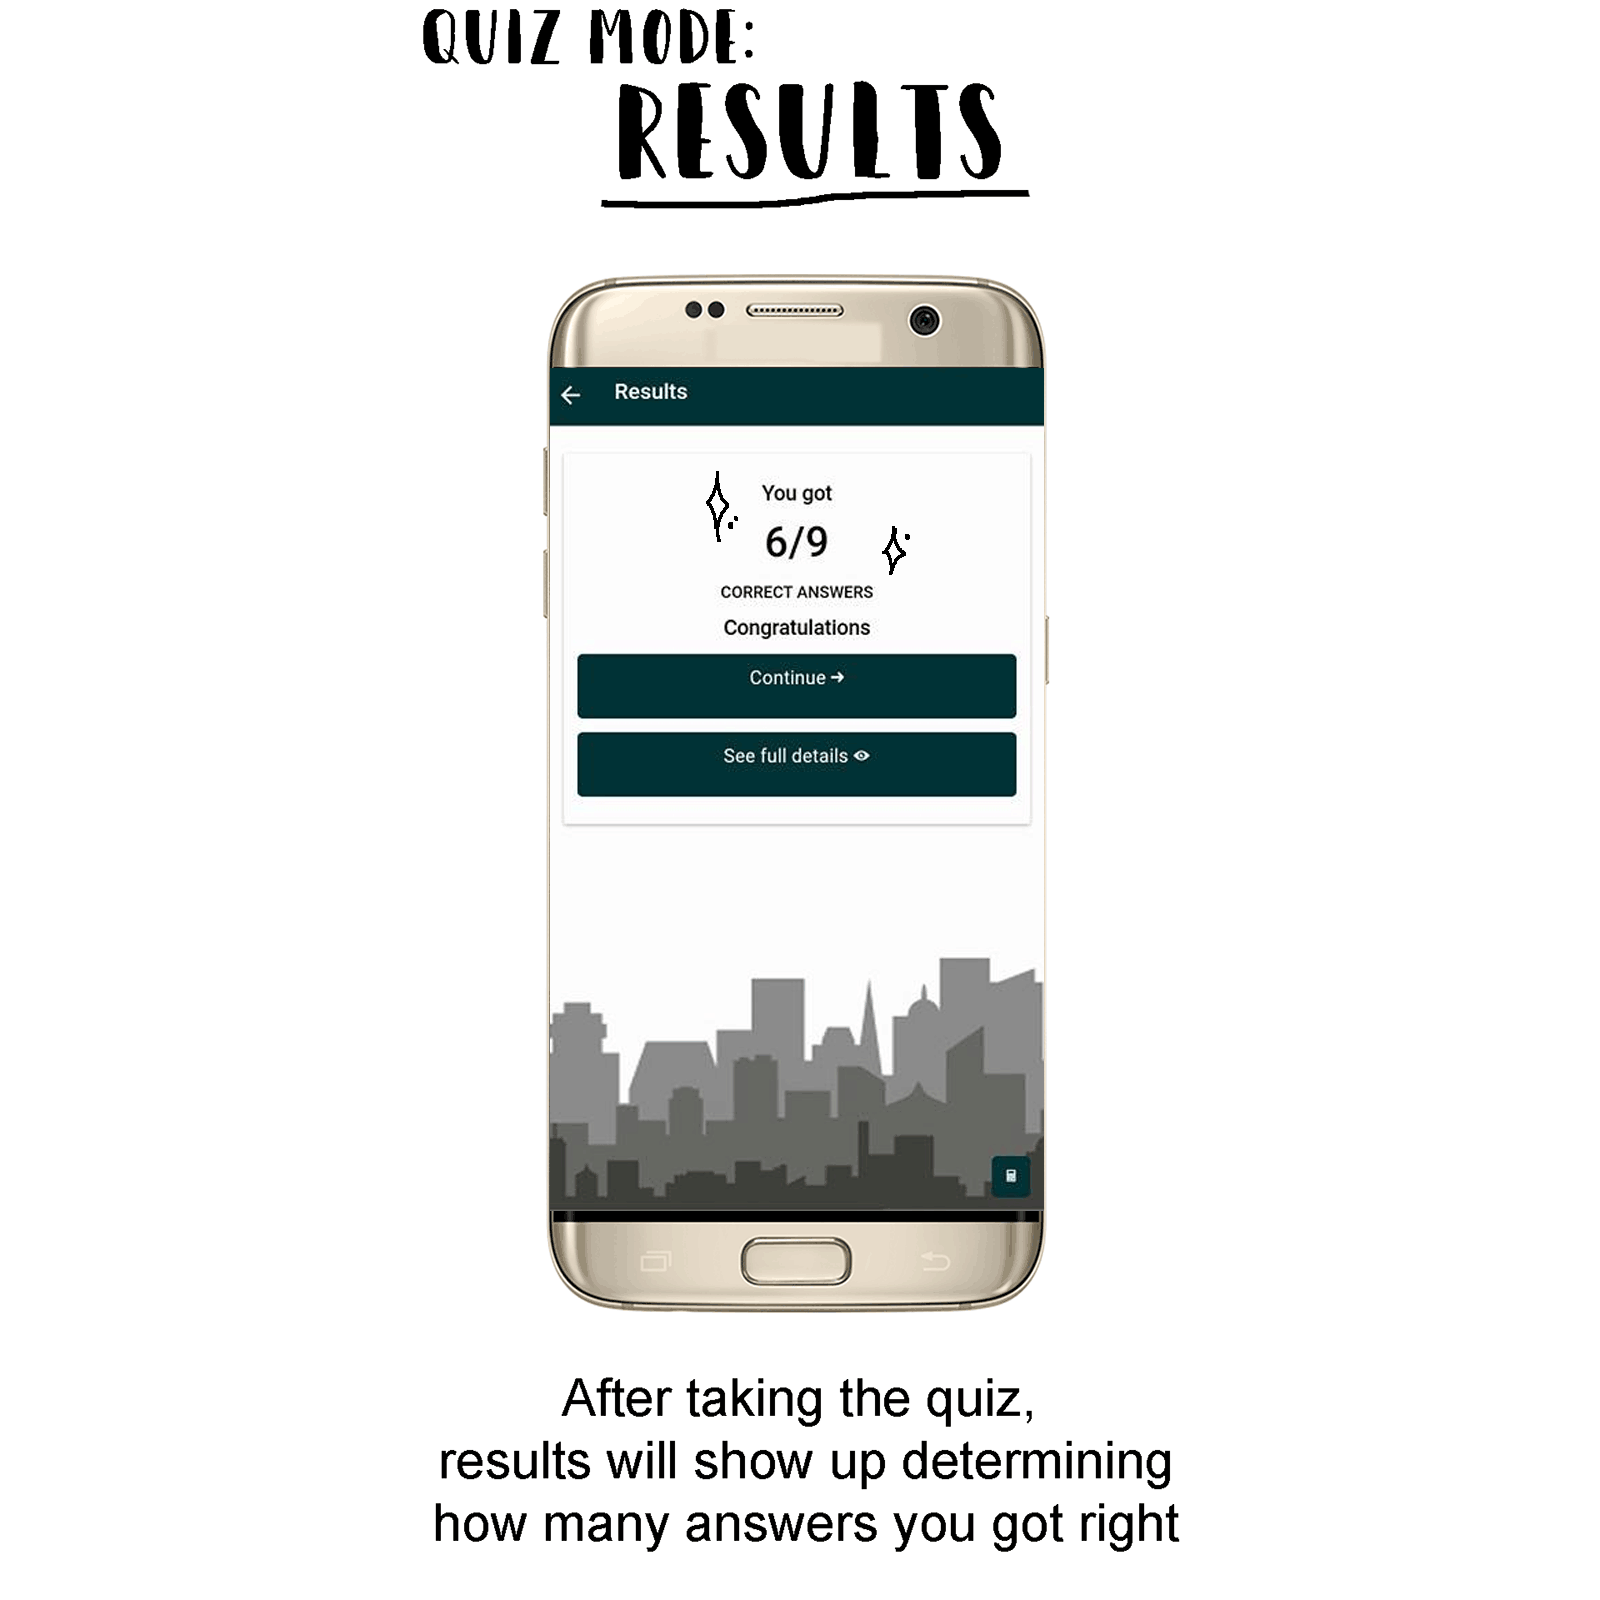 QUIZ MODE:
RESULTS
Results
You got
6/9
CORRECT ANSWERS
Congratulations
Continue →
See full details
After taking the quiz,
results will show up determining
how many answers you got right